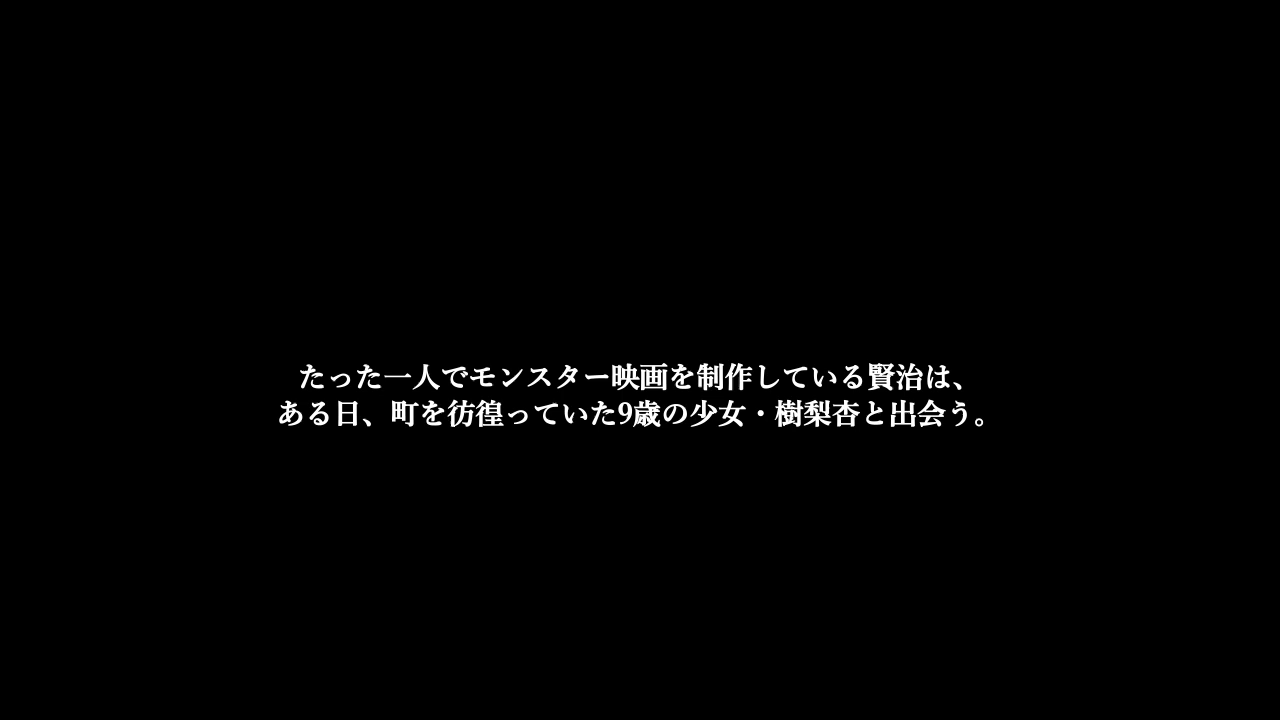 たった一人でモンスター映画を制作している賢治は、
ある日、町を彷徨っていた9歳の少女・樹梨杏と出会う。